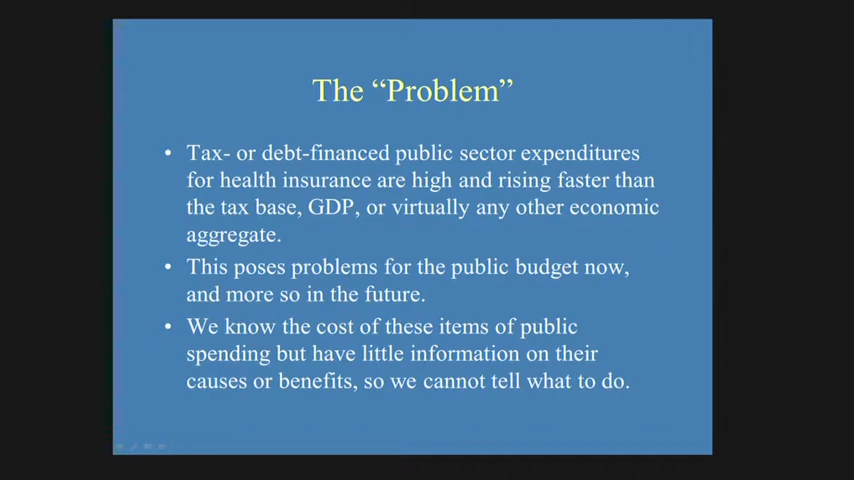 The “Problem”
• Tax- or debt-financed public sector expenditures
for health insurance are high and rising faster than
the tax base, GDP, or virtually any other economic
aggregate.
• This poses problems for the public budget now,
and more so in the future.
• We know the cost of these items of public
spending but have little information on their
causes or benefits, so we cannot tell what to do.